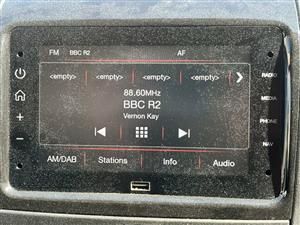 FM BBC R2 AF
<empty> <empty> <empty> <empty>
RADIO
88.60MHz
BBC R2
MEDIA
Vernon Kay
PHONE
NAV
AM/DAB Stations Info Audio